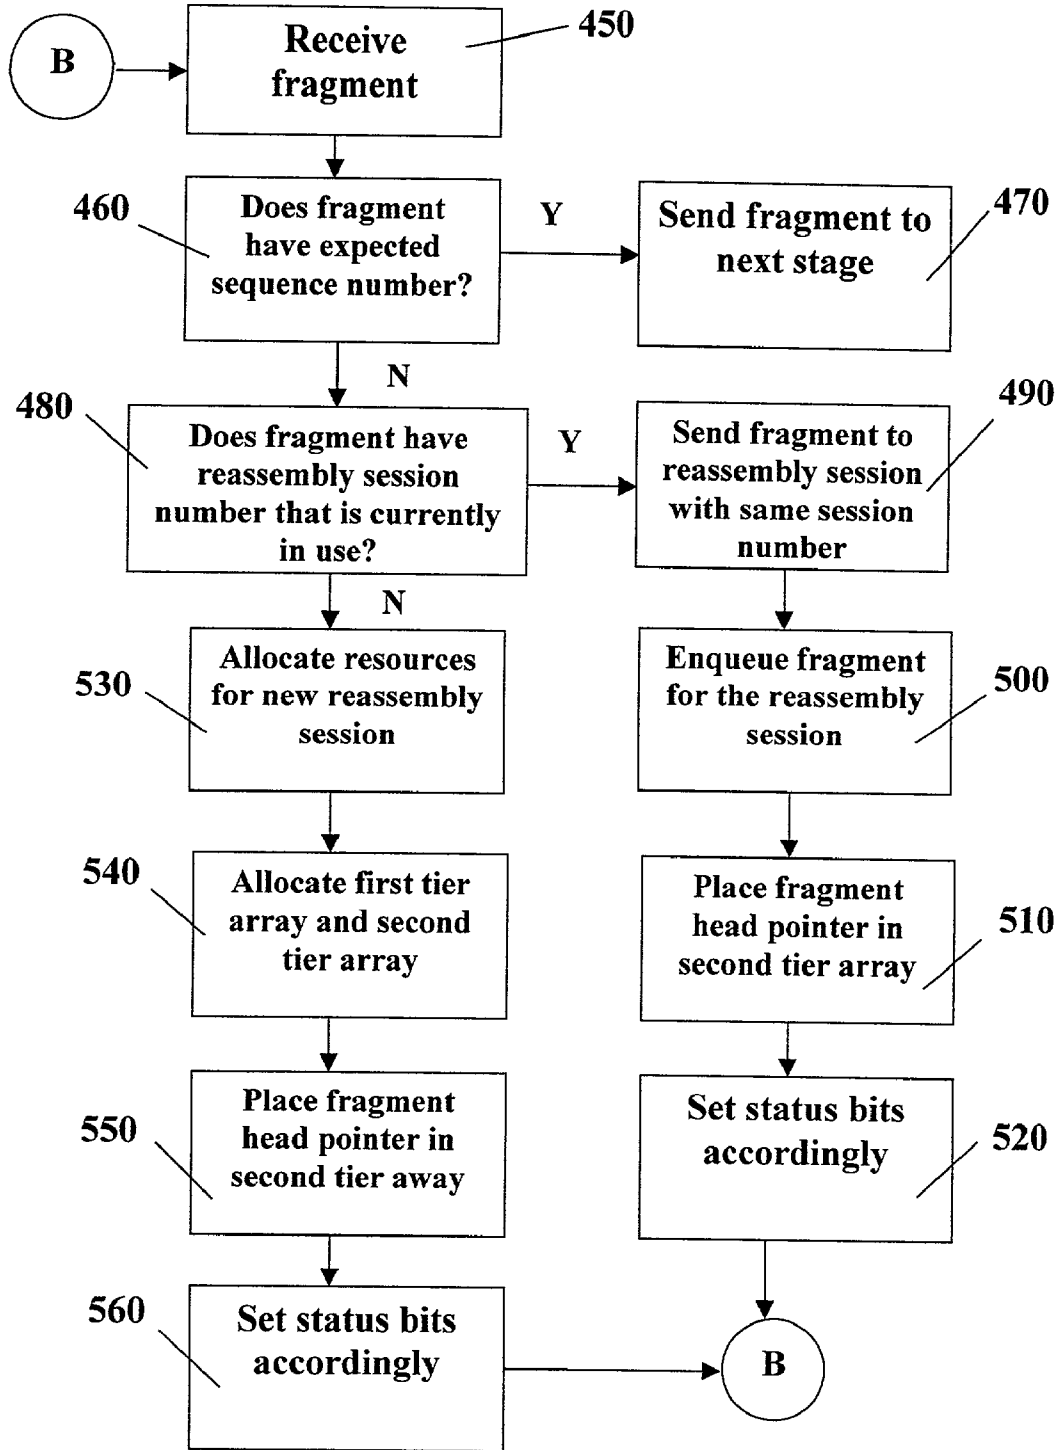 450
B
Receive
fragment
460
Does fragment
have expected
sequence number?
Y
Send fragment to
next stage
470
N
480
Does fragment have
reassembly session
number that is currently
in use?
Y
Send fragment to
reassembly session
with same session
number
490
N
530
Allocate resources
for new reassembly
session
Enqueue fragment
for the reassembly
session
500
540
Allocate first tier
array and second
tier array
Place fragment
head pointer in
second tier array
510
550
Place fragment
head pointer in
second tier away
Set status bits
accordingly
520
560
Set status bits
accordingly
B